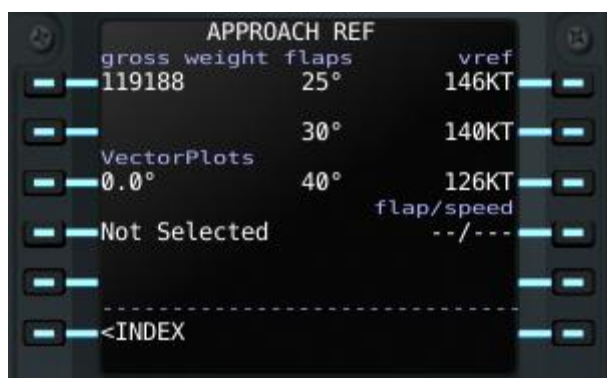 APPROACH REF
gross weight flaps vref
119188 25° 146KT
30° 140KT
VectorPlots
0.0° 40° 126KT
flap/speed
Not Selected --/---
--------------------------------
<INDEX